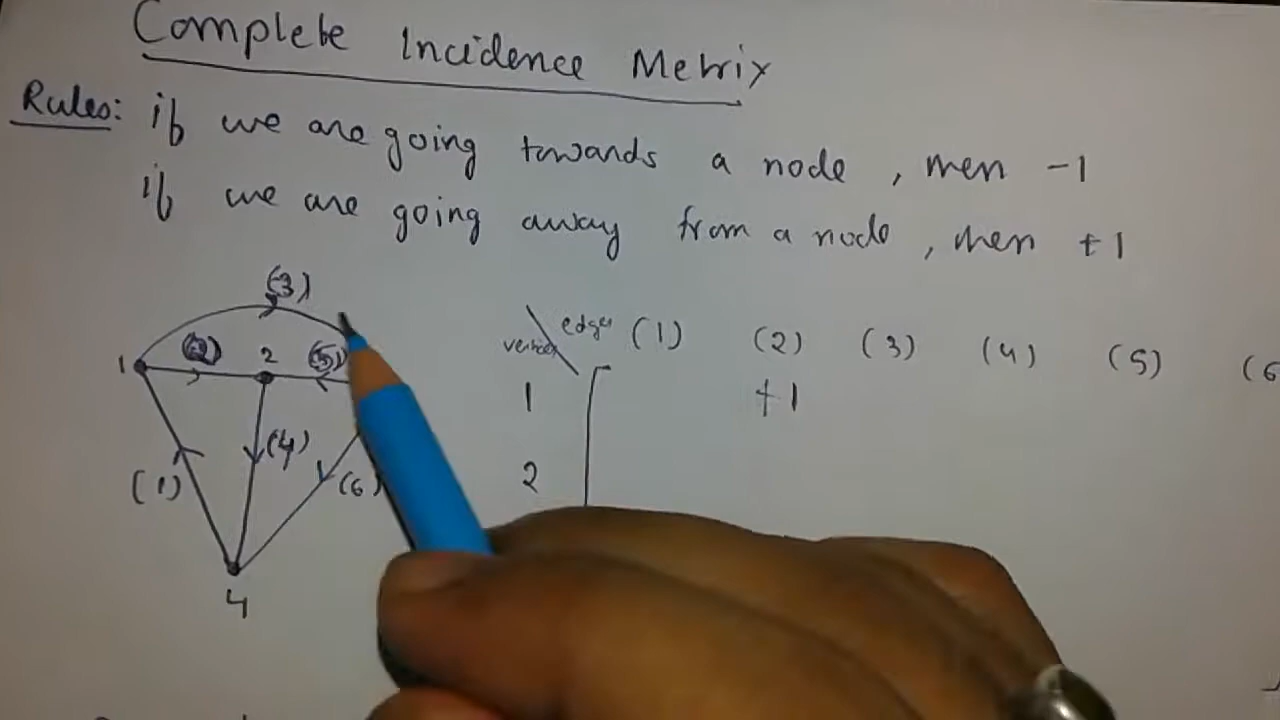 Complete Incidence Metrix
Rules: if we are going towards a node, then -1
if we are going away from a node, then +1
(3)
1 (2) 2 (5)
(4)
(1) (6)
4
edges (1) (2) (3) (4) (5) (6
1 +1
2